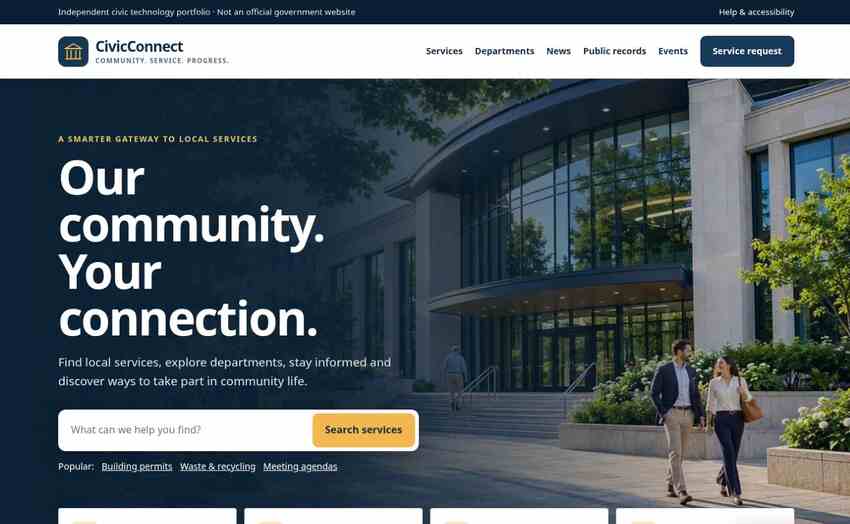 Independent civic technology portfolio · Not an official government website
Help & accessibility
CivicConnect
COMMUNITY. SERVICE. PROGRESS.
Services
Departments
News
Public records
Events
Service request
A SMARTER GATEWAY TO LOCAL SERVICES
Our
community.
Your
connection.
Find local services, explore departments, stay informed and
discover ways to take part in community life.
What can we help you find?
Search services
Popular: Building permits Waste & recycling Meeting agendas